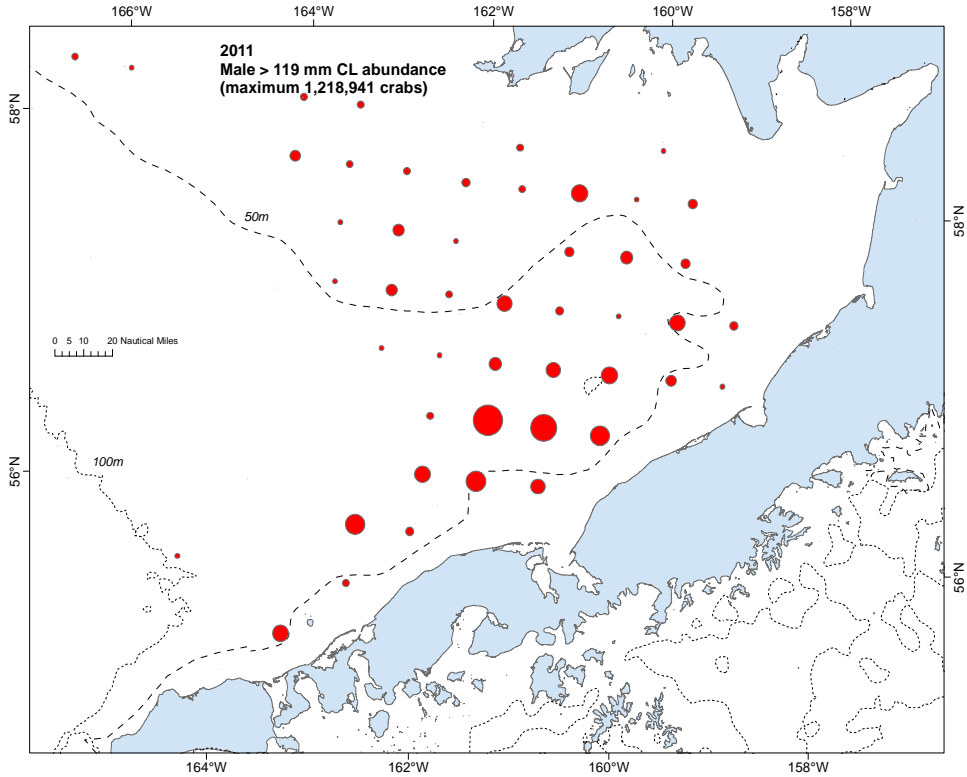 166°W 164°W 162°W 160°W 158°W
2011
Male > 119 mm CL abundance
(maximum 1,218,941 crabs)
58°N
58°N
50m
0 5 10 20 Nautical Miles
100m
56°N
56°N
164°W 162°W 160°W 158°W